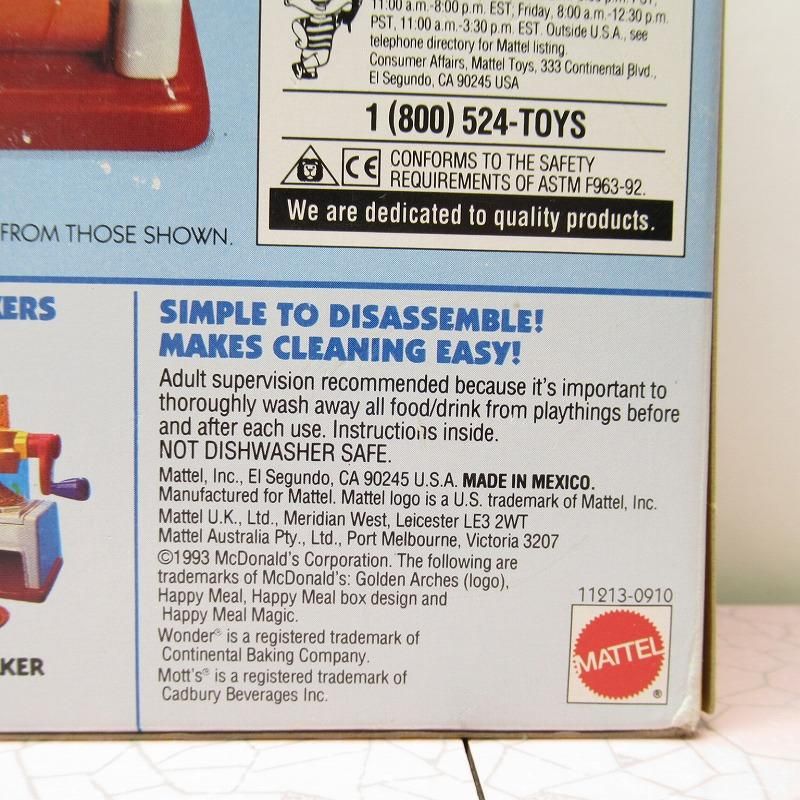 11:00 a.m.-8:00 p.m. EST; Friday, 8:00 a.m.-12:30 p.m.
PST, 11:00 a.m.-3:30 p.m. EST. Outside U.S.A., see
telephone directory for Mattel listing.
Consumer Affairs, Mattel Toys, 333 Continental Blvd.,
El Segundo, CA 90245 USA
1 (800) 524-TOYS
CE
CONFORMS TO THE SAFETY
REQUIREMENTS OF ASTM F963-92.
We are dedicated to quality products.
FROM THOSE SHOWN.
KERS
SIMPLE TO DISASSEMBLE!
MAKES CLEANING EASY!
Adult supervision recommended because it's important to
thoroughly wash away all food/drink from playthings before
and after each use. Instructions inside.
NOT DISHWASHER SAFE.
Mattel, Inc., El Segundo, CA 90245 U.S.A. MADE IN MEXICO.
Manufactured for Mattel. Mattel logo is a U.S. trademark of Mattel, Inc.
Mattel U.K., Ltd., Meridian West, Leicester LE3 2WT
Mattel Australia Pty., Ltd., Port Melbourne, Victoria 3207
©1993 McDonald's Corporation. The following are
trademarks of McDonald's: Golden Arches (logo),
Happy Meal, Happy Meal box design and
Happy Meal Magic.
Wonder® is a registered trademark of
Continental Baking Company.
Mott's® is a registered trademark of
Cadbury Beverages Inc.
KER
11213-0910
MATTEL
®